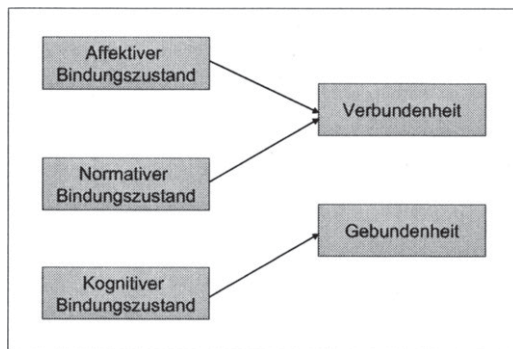 Affektiver
Bindungszustand
Verbundenheit
Normativer
Bindungszustand
Gebundenheit
Kognitiver
Bindungszustand